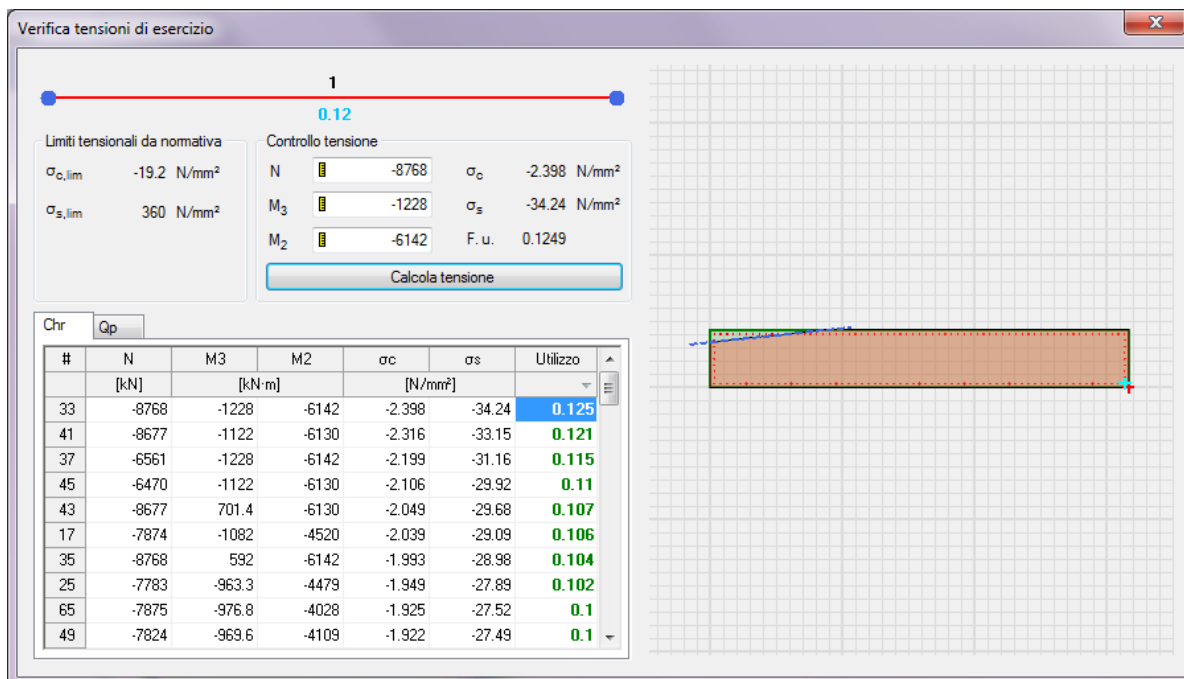 Verifica tensioni di esercizio
x
1
0.12
Limiti tensionali da normativa
σc,lim -19.2 N/mm²
σs,lim 360 N/mm²
Controllo tensione
N -8768 σc -2.398 N/mm²
M3 -1228 σs -34.24 N/mm²
M2 -6142 F. u. 0.1249
Calcola tensione
Chr Qp
# N M3 M2 σc σs Utilizzo
[kN] [kN·m] [N/mm²]
33 -8768 -1228 -6142 -2.398 -34.24 0.125
41 -8677 -1122 -6130 -2.316 -33.15 0.121
37 -6561 -1228 -6142 -2.199 -31.16 0.115
45 -6470 -1122 -6130 -2.106 -29.92 0.11
43 -8677 701.4 -6130 -2.049 -29.68 0.107
17 -7874 -1082 -4520 -2.039 -29.09 0.106
35 -8768 592 -6142 -1.993 -28.98 0.104
25 -7783 -963.3 -4479 -1.949 -27.89 0.102
65 -7875 -976.8 -4028 -1.925 -27.52 0.1
49 -7824 -969.6 -4109 -1.922 -27.49 0.1